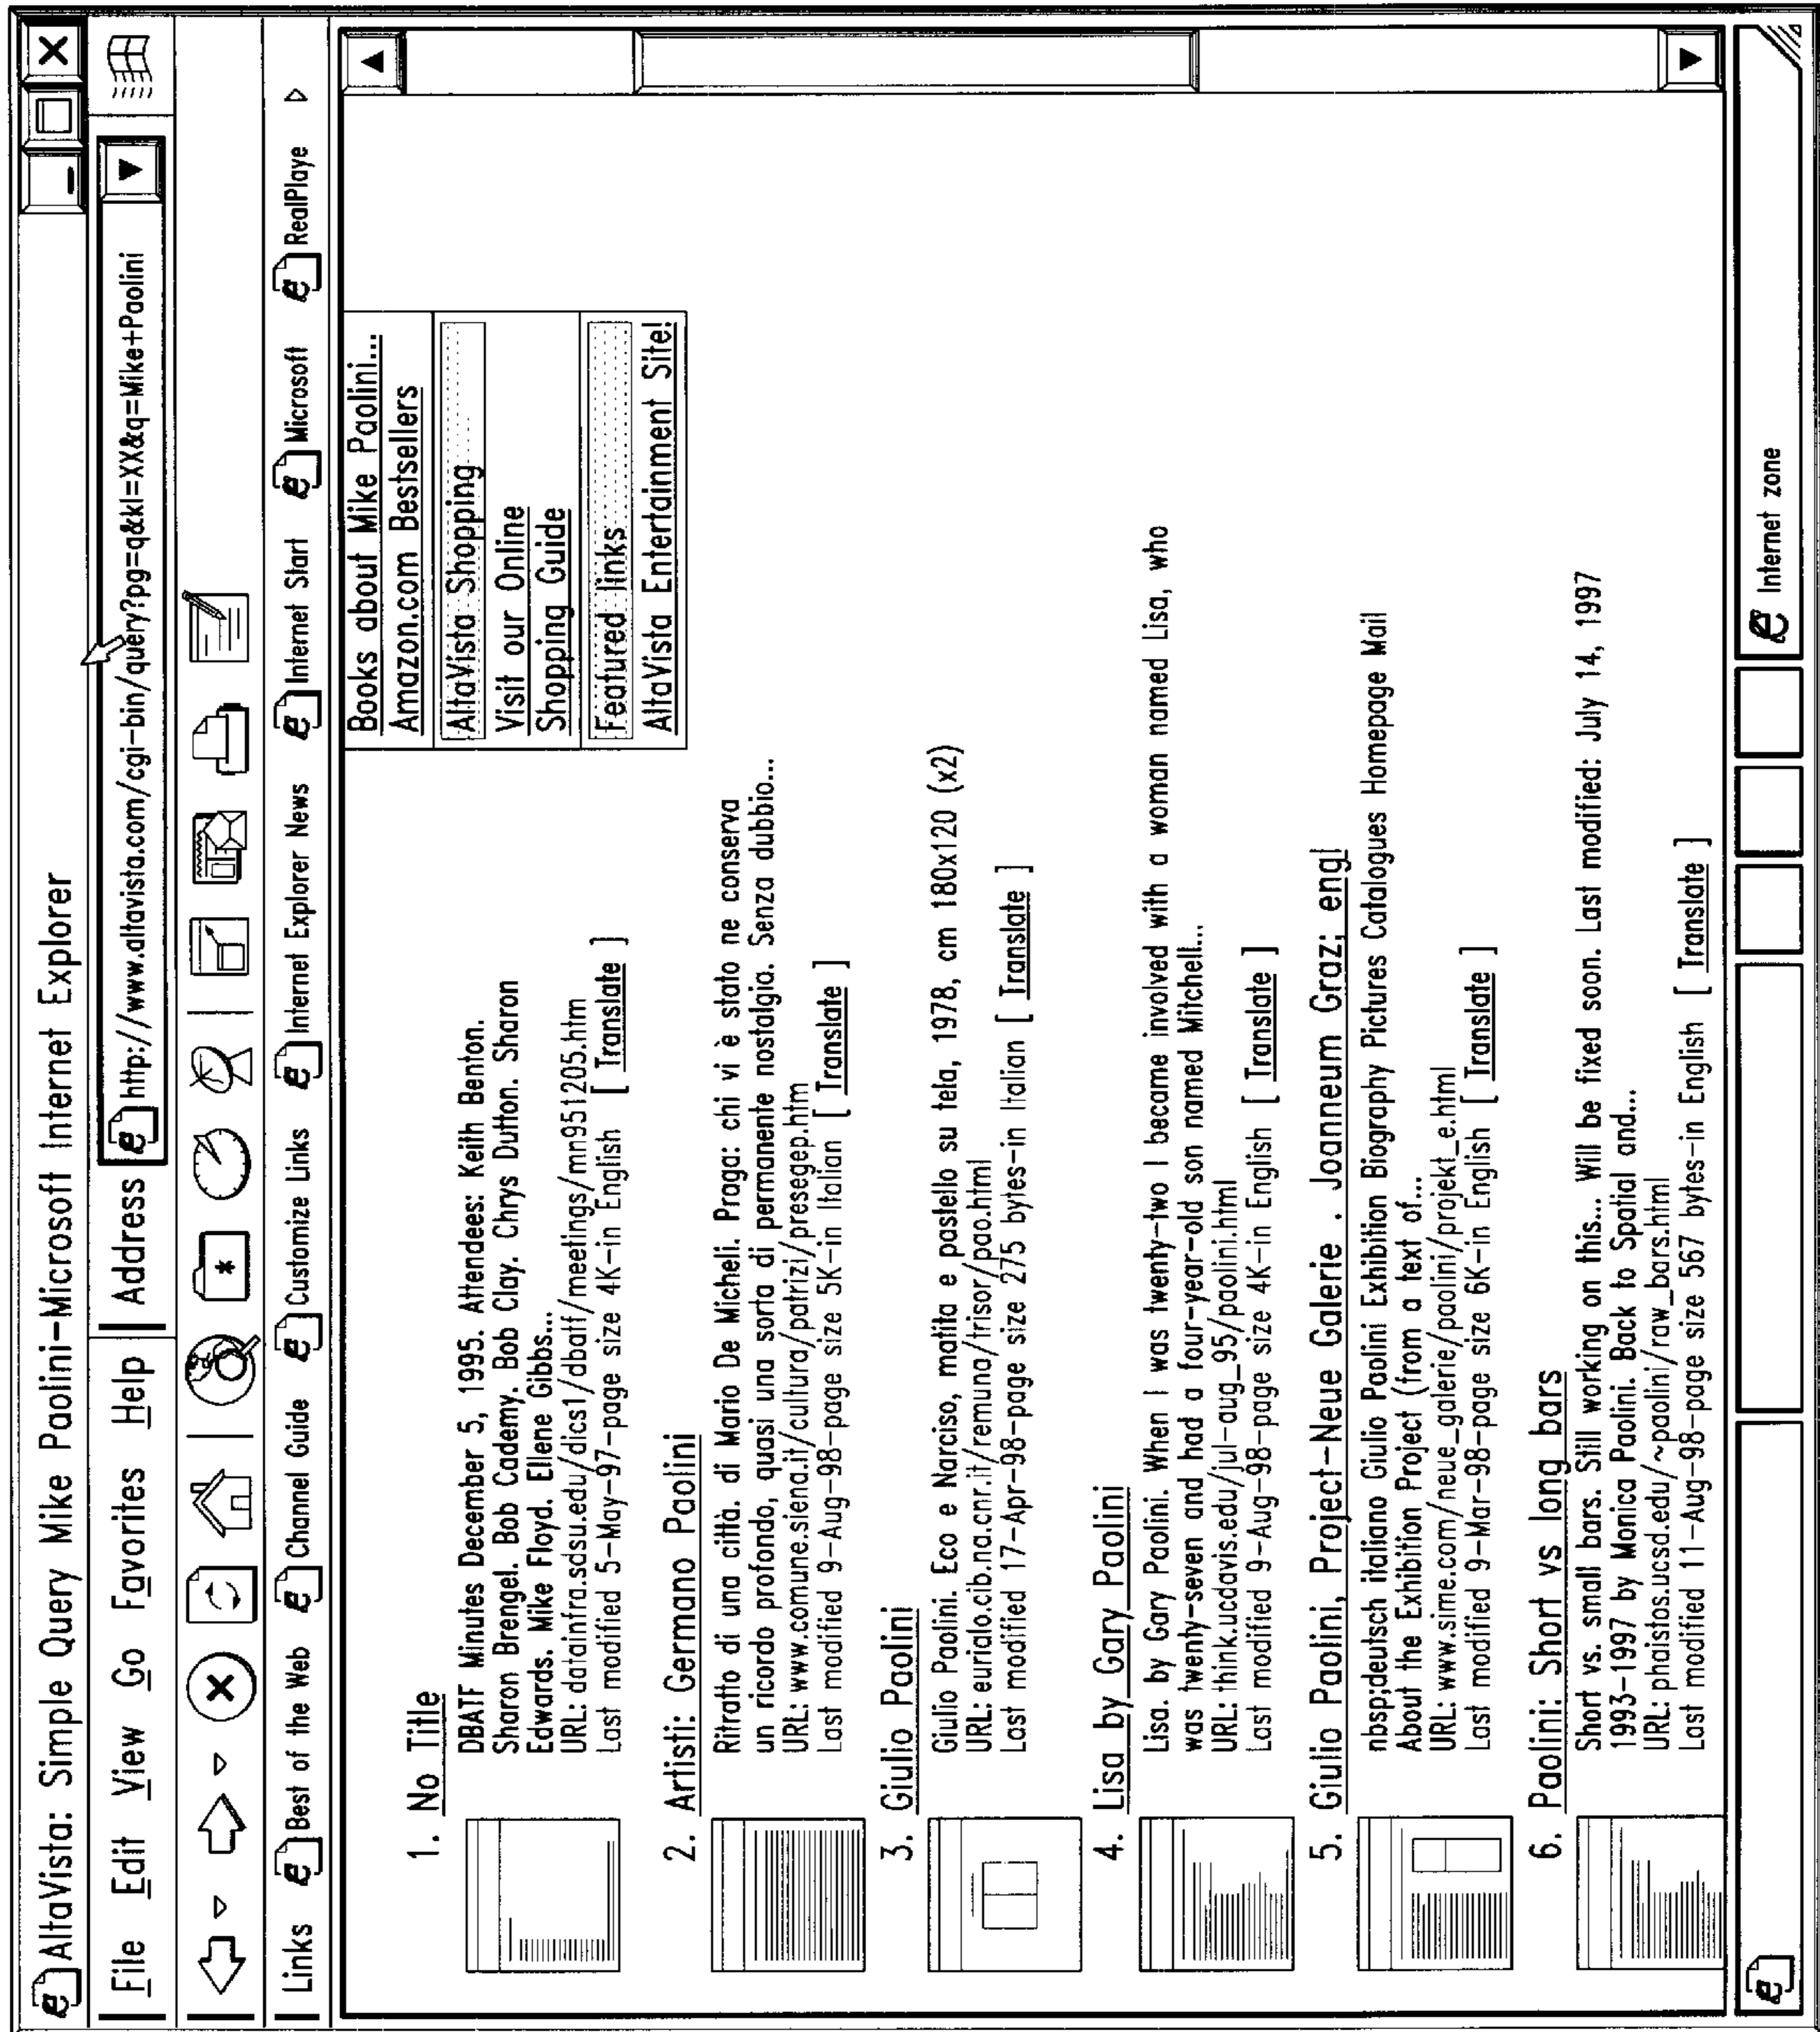 AltaVista: Simple Query Mike Paolini-Microsoft Internet Explorer
File Edit View Go Favorites Help Address http://www.altavista.com/cgi-bin/query?pg=q&kl=XX&q=Mike+Paolini
Links Best of the Web Channel Guide Customize Links Internet Explorer News Internet Start Microsoft RealPlaye
Books about Mike Paolini...
Amazon.com Bestsellers
AltaVista Shopping
Visit our Online
Shopping Guide
Featured links
AltaVista Entertainment Site!
1. No Title
DBATF Minutes December 5, 1995. Attendees: Keith Benton.
Sharon Brengel. Bob Cademy. Bob Clay. Chrys Dutton. Sharon
Edwards. Mike Floyd. Ellene Gibbs...
URL: datainfra.sdsu.edu/dics1/dbatf/meetings/mn951205.htm
Last modified 5-May-97-page size 4K-in English [ Translate ]
2. Artisti: Germano Paolini
Ritratto di una città. di Mario De Micheli. Praga: chi vi è stato ne conserva
un ricordo profondo, quasi una sorta di permanente nostalgia. Senza dubbio...
URL: www.comune.siena.it/cultura/patrizi/presegep.htm
Last modified 9-Aug-98-page size 5K-in Italian [ Translate ]
3. Giulio Paolini
Giulio Paolini. Eco e Narciso, matita e pastello su tela, 1978, cm 180x120 (x2)
URL: eurialo.cib.na.cnr.it/remuna/trisor/pao.html
Last modified 17-Apr-98-page size 275 bytes-in Italian [ Translate ]
4. Lisa by Gary Paolini
Lisa. by Gary Paolini. When I was twenty-two I became involved with a woman named Lisa, who
was twenty-seven and had a four-year-old son named Mitchell...
URL: think.ucdavis.edu/jul-aug_95/paolini.html
Last modified 9-Aug-98-page size 4K-in English [ Translate ]
5. Giulio Paolini, Project-Neue Galerie . Joanneum Graz; engl
nbsp;deutsch italiano Giulio Paolini Exhibition Biography Pictures Catalogues Homepage Mail
About the Exhibition Project (from a text of...
URL: www.sime.com/neue_galerie/paolini/projekt_e.html
Last modified 9-Mar-98-page size 6K-in English [ Translate ]
6. Paolini: Short vs long bars
Short vs. small bars. Still working on this... Will be fixed soon. Last modified: July 14, 1997
1993-1997 by Monica Paolini. Back to Spatial and...
URL: phaistos.ucsd.edu/~paolini/raw_bars.html
Last modified 11-Aug-98-page size 567 bytes-in English [ Translate ]
Internet zone